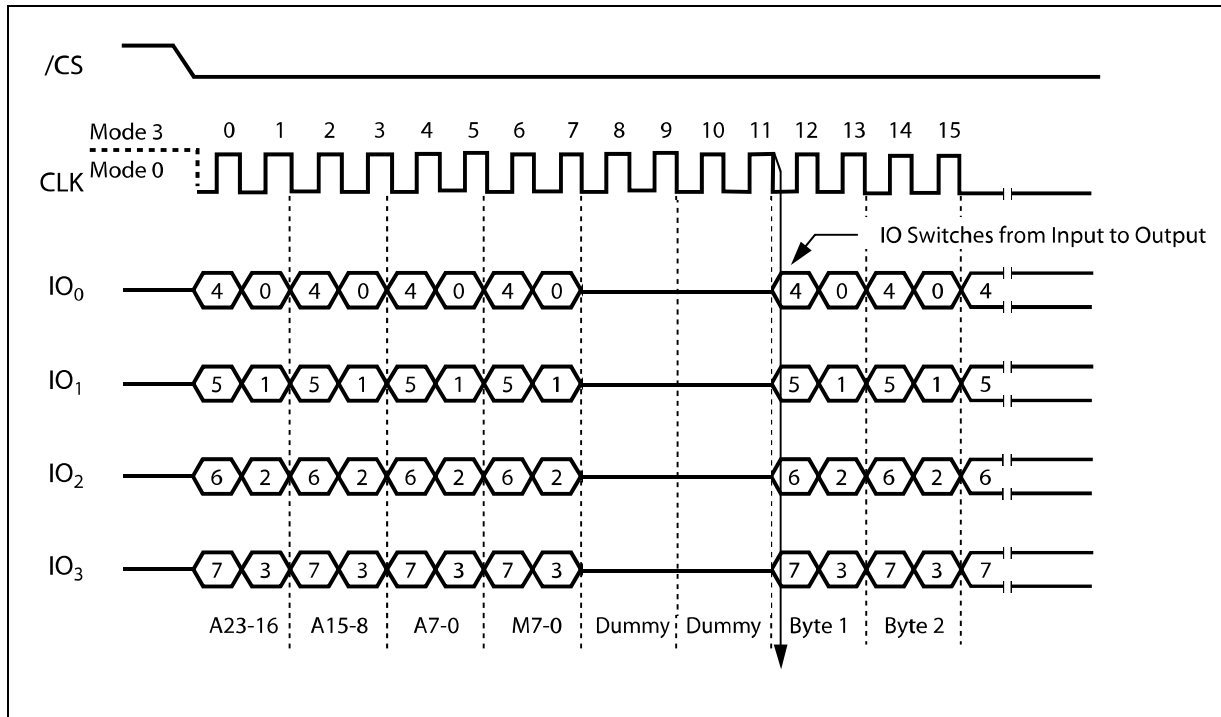 /CS
Mode 3
0 1 2 3 4 5 6 7 8 9 10 11 12 13 14 15
CLK Mode 0
IO Switches from Input to Output
IO0 4 0 4 0 4 0 4 0 4 0 4 0 4
IO1 5 1 5 1 5 1 5 1 5 1 5 1 5
IO2 6 2 6 2 6 2 6 2 6 2 6 2 6
IO3 7 3 7 3 7 3 7 3 7 3 7 3 7
A23-16 A15-8 A7-0 M7-0 Dummy Dummy Byte 1 Byte 2